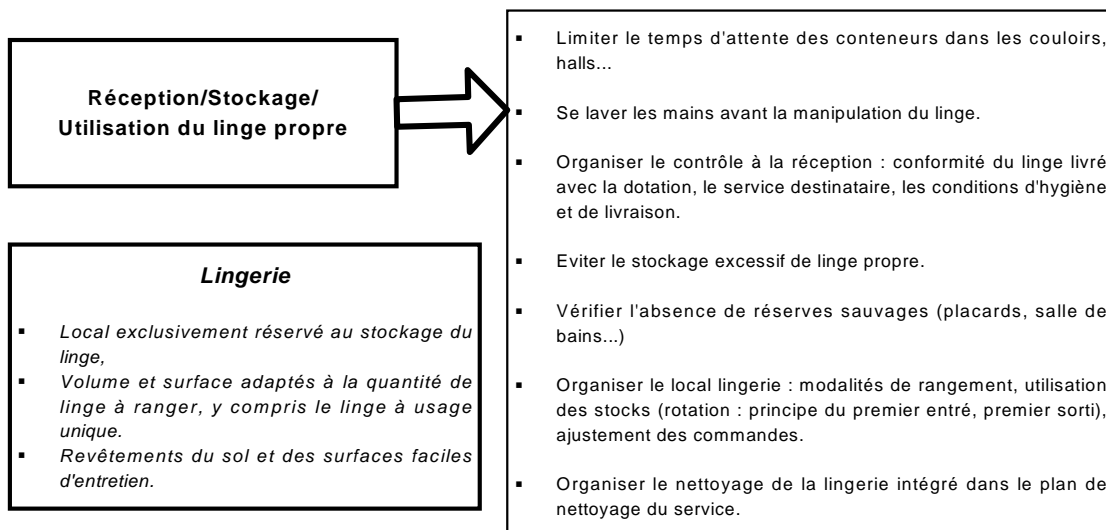 Réception/Stockage/
Utilisation du linge propre
Lingerie
▪ Local exclusivement réservé au stockage du
linge,
▪ Volume et surface adaptés à la quantité de
linge à ranger, y compris le linge à usage
unique.
▪ Revêtements du sol et des surfaces faciles
d'entretien.
▪ Limiter le temps d'attente des conteneurs dans les couloirs,
halls...
▪ Se laver les mains avant la manipulation du linge.
▪ Organiser le contrôle à la réception : conformité du linge livré
avec la dotation, le service destinataire, les conditions d'hygiène
et de livraison.
▪ Eviter le stockage excessif de linge propre.
▪ Vérifier l'absence de réserves sauvages (placards, salle de
bains...)
▪ Organiser le local lingerie : modalités de rangement, utilisation
des stocks (rotation : principe du premier entré, premier sorti),
ajustement des commandes.
▪ Organiser le nettoyage de la lingerie intégré dans le plan de
nettoyage du service.